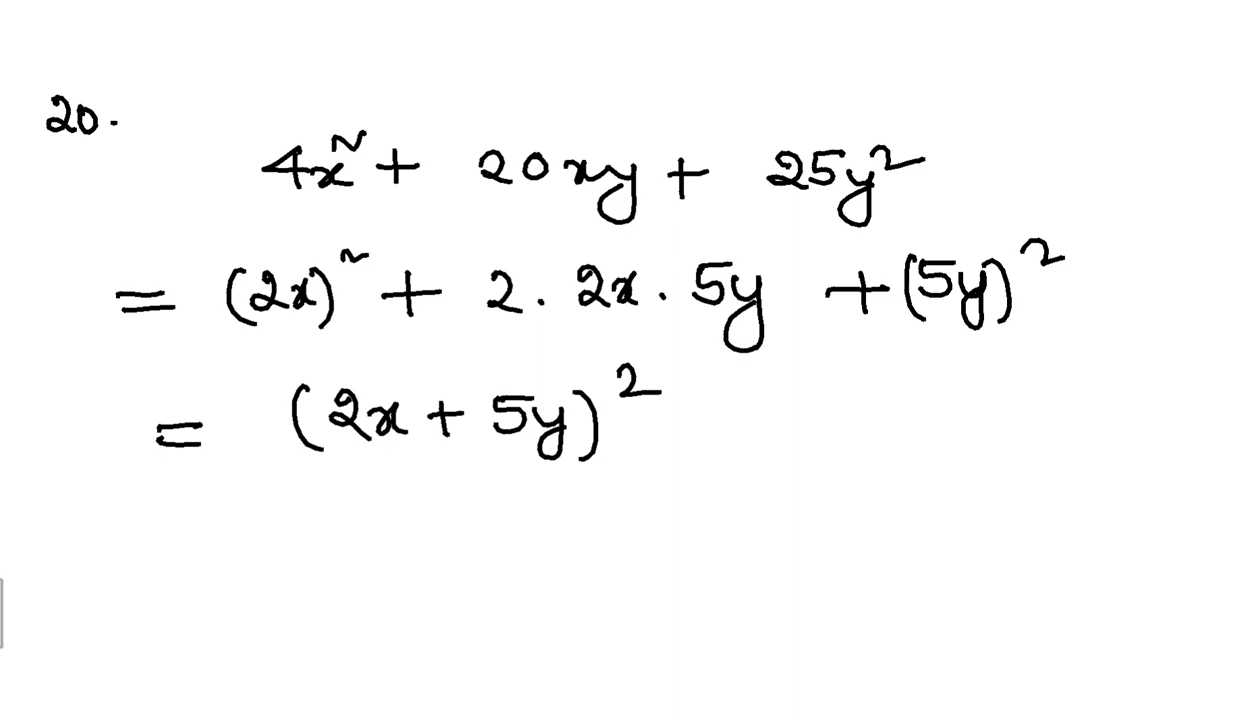 20.
4x² + 20xy + 25y²
= (2x)² + 2. 2x. 5y + (5y)²
= (2x + 5y)²